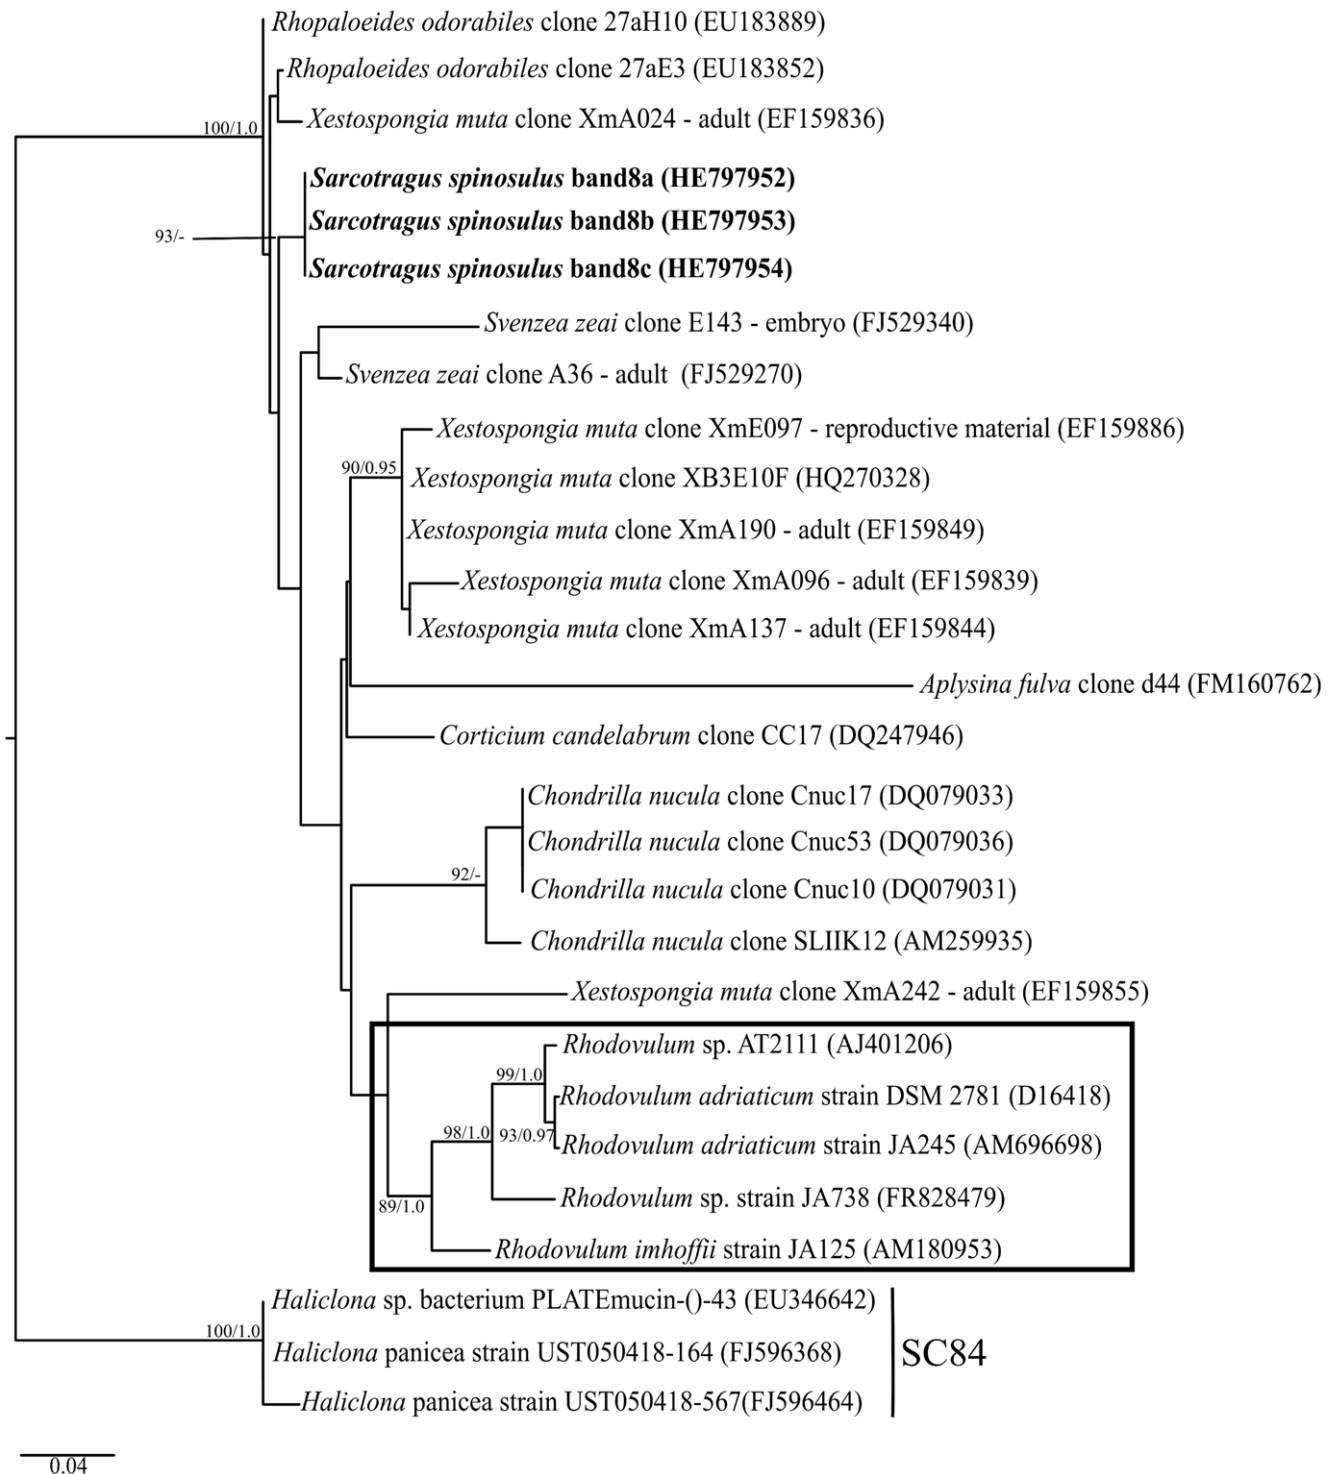 Rhopaloeides odorabiles clone 27aH10 (EU183889)
Rhopaloeides odorabiles clone 27aE3 (EU183852)
Xestospongia muta clone XmA024 - adult (EF159836)
100/1.0
Sarcotragus spinosulus band8a (HE797952)
Sarcotragus spinosulus band8b (HE797953)
93/-
Sarcotragus spinosulus band8c (HE797954)
Svenzea zeai clone E143 - embryo (FJ529340)
Svenzea zeai clone A36 - adult (FJ529270)
Xestospongia muta clone XmE097 - reproductive material (EF159886)
90/0.95
Xestospongia muta clone XB3E10F (HQ270328)
Xestospongia muta clone XmA190 - adult (EF159849)
Xestospongia muta clone XmA096 - adult (EF159839)
Xestospongia muta clone XmA137 - adult (EF159844)
Aplysina fulva clone d44 (FM160762)
Corticium candelabrum clone CC17 (DQ247946)
Chondrilla nucula clone Cnuc17 (DQ079033)
Chondrilla nucula clone Cnuc53 (DQ079036)
92/-
Chondrilla nucula clone Cnuc10 (DQ079031)
Chondrilla nucula clone SLIIK12 (AM259935)
Xestospongia muta clone XmA242 - adult (EF159855)
Rhodovulum sp. AT2111 (AJ401206)
99/1.0
Rhodovulum adriaticum strain DSM 2781 (D16418)
98/1.0
93/0.97
Rhodovulum adriaticum strain JA245 (AM696698)
Rhodovulum sp. strain JA738 (FR828479)
89/1.0
Rhodovulum imhoffii strain JA125 (AM180953)
Haliclona sp. bacterium PLATEmucin-()-43 (EU346642)
100/1.0
Haliclona panicea strain UST050418-164 (FJ596368)
SC84
Haliclona panicea strain UST050418-567(FJ596464)
0.04